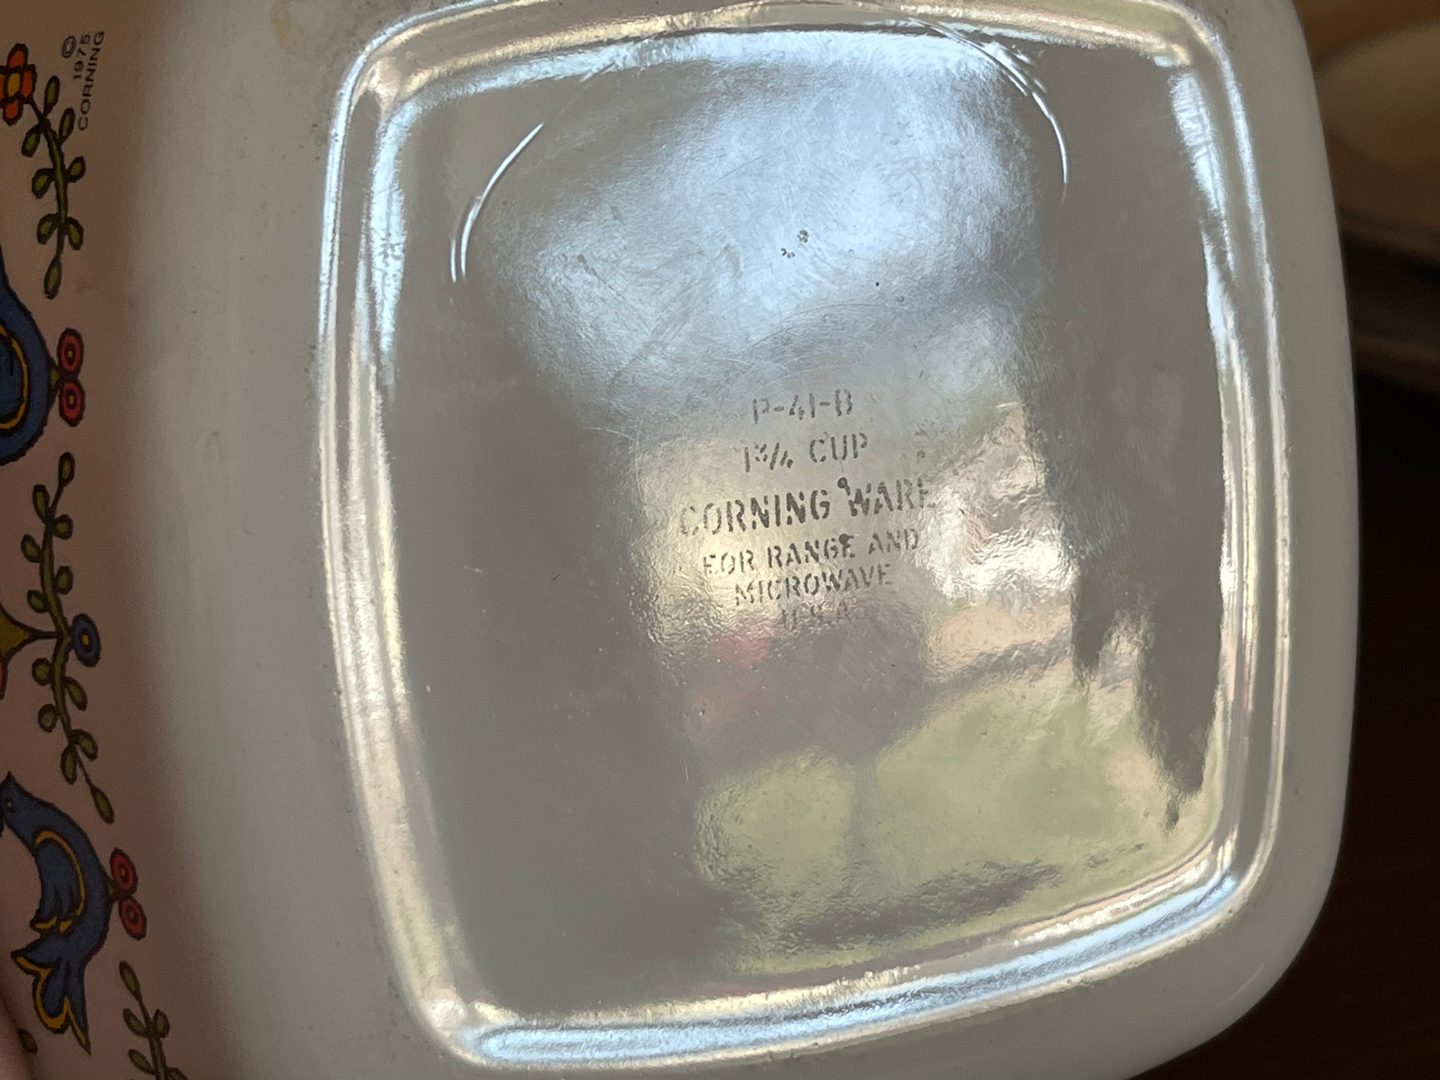 © 1975
CORNING
P-41-B
1¾ CUP
CORNING WARE
FOR RANGE AND
MICROWAVE
U.S.A.